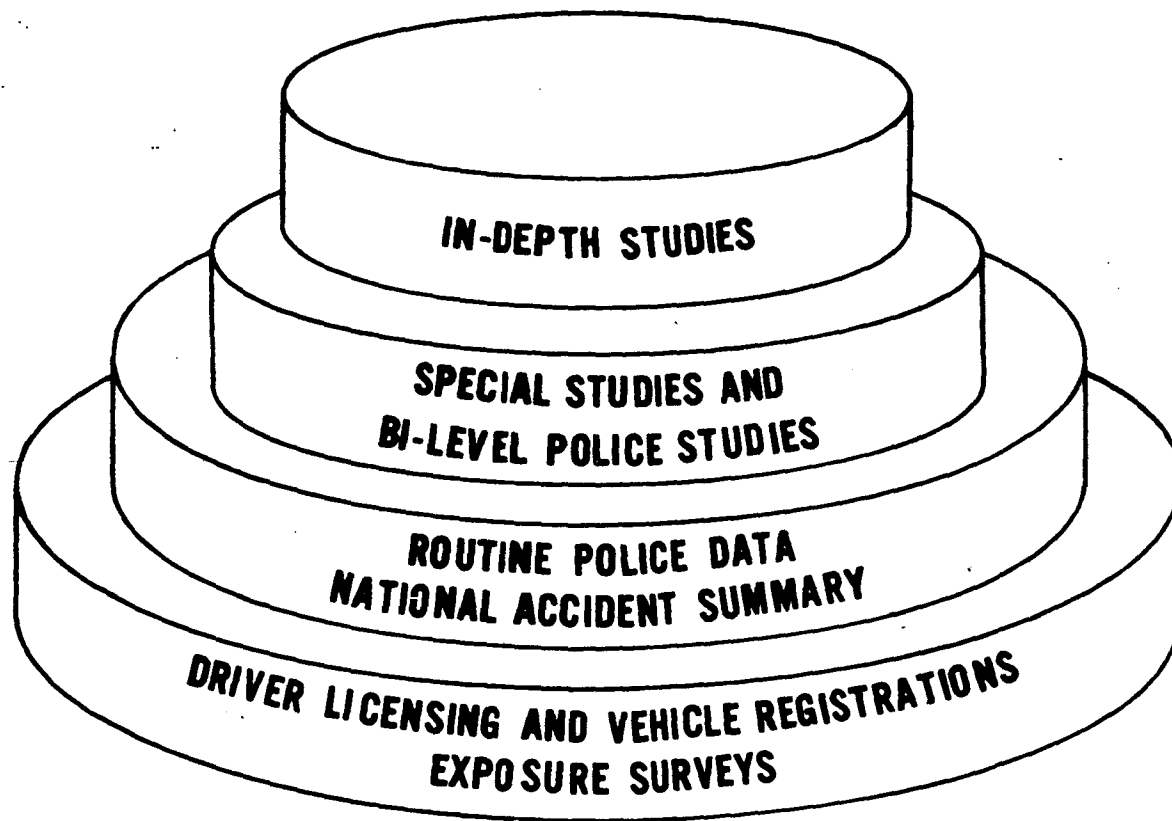 IN-DEPTH STUDIES
SPECIAL STUDIES AND
BI-LEVEL POLICE STUDIES
ROUTINE POLICE DATA
NATIONAL ACCIDENT SUMMARY
DRIVER LICENSING AND VEHICLE REGISTRATIONS
EXPOSURE SURVEYS